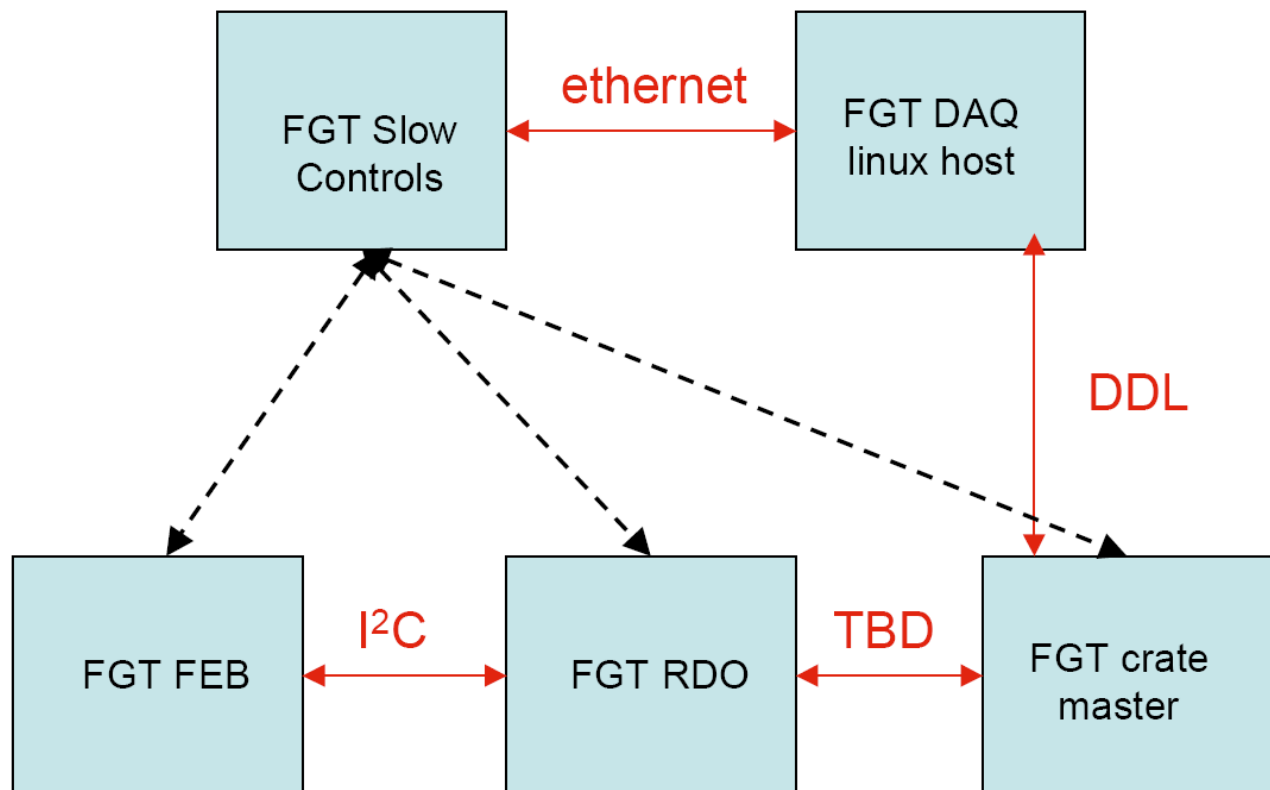 FGT Slow
Controls
ethernet
FGT DAQ
linux host
DDL
FGT FEB
I²C
FGT RDO
TBD
FGT crate
master